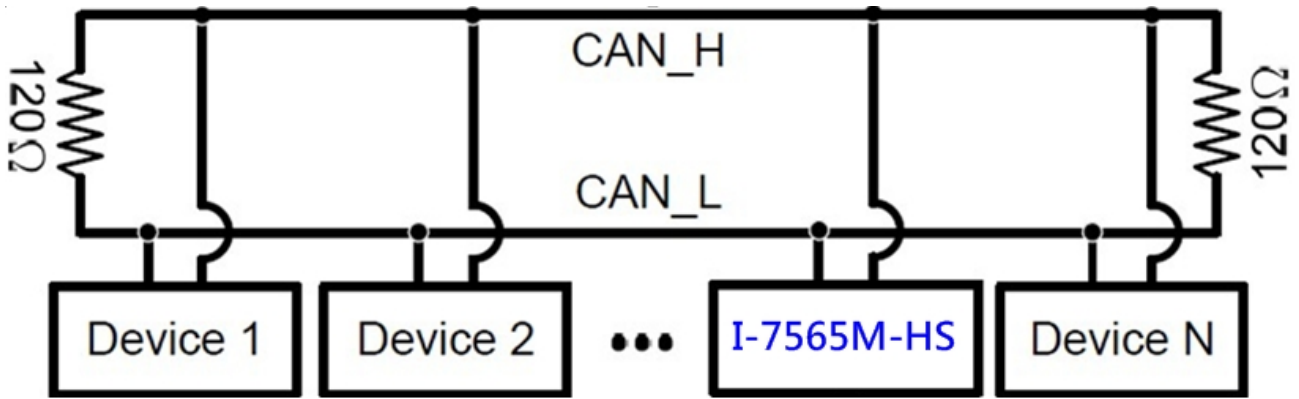 CAN_H
120Ω
120Ω
CAN_L
Device 1
Device 2
I-7565M-HS
Device N